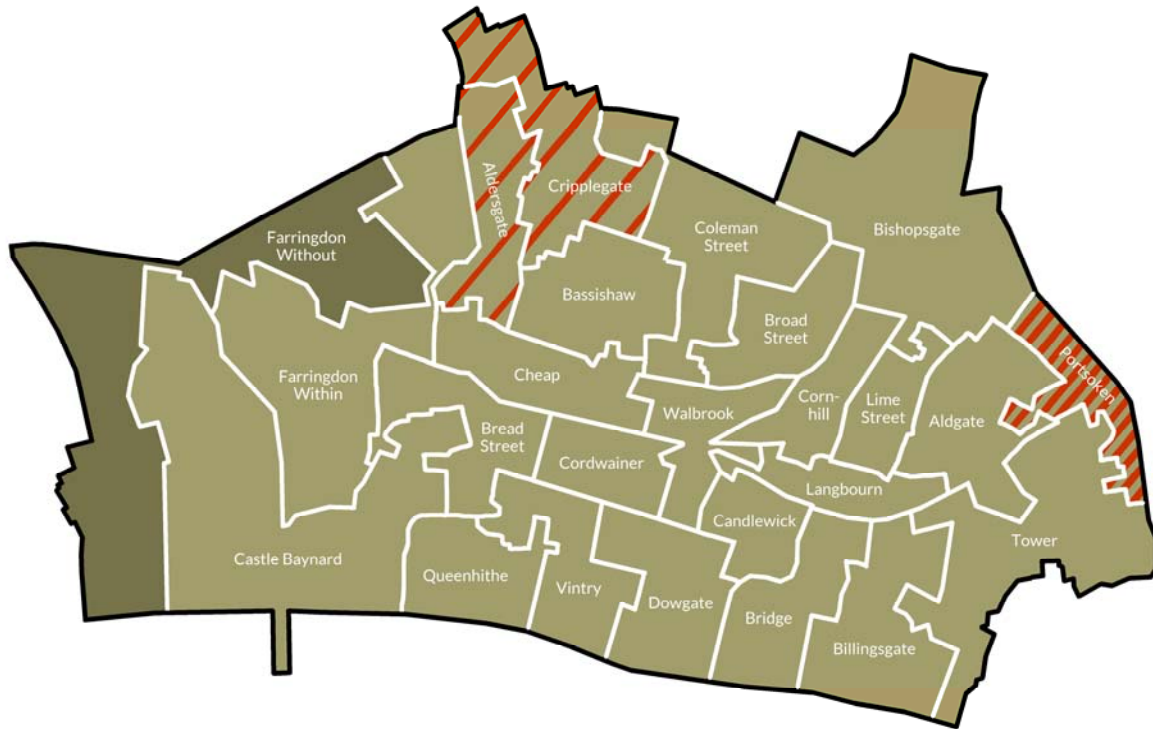 Aldersgate
Cripplegate
Farringdon
Without
Coleman
Street
Bishopsgate
Bassishaw
Broad
Street
Portsoken
Farringdon
Within
Cheap
Corn-
hill
Lime
Street
Walbrook
Aldgate
Bread
Street
Cordwainer
Langbourn
Candlewick
Castle Baynard
Tower
Queenhithe
Vintry
Dowgate
Bridge
Billingsgate